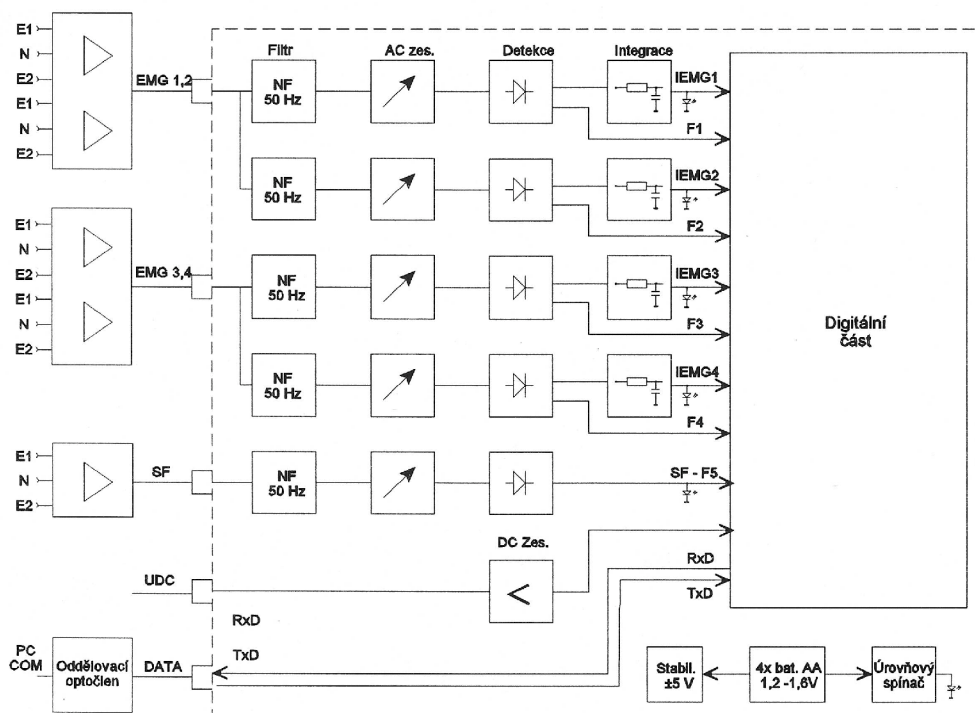 Filtr
AC zes.
Detekce
Integrace
E1
N
E2
E1
N
E2
EMG 1,2
NF
50 Hz
IEMG1
F1
NF
50 Hz
IEMG2
F2
E1
N
E2
E1
N
E2
EMG 3,4
NF
50 Hz
IEMG3
F3
NF
50 Hz
IEMG4
F4
Digitální
část
E1
N
E2
SF
NF
50 Hz
SF - F5
DC Zes.
UDC
<
RxD
TxD
RxD
TxD
PC
COM
Oddělovací
optočlen
DATA
Stabil.
±5 V
4x bat. AA
1,2 -1,6V
Úrovňový
spínač